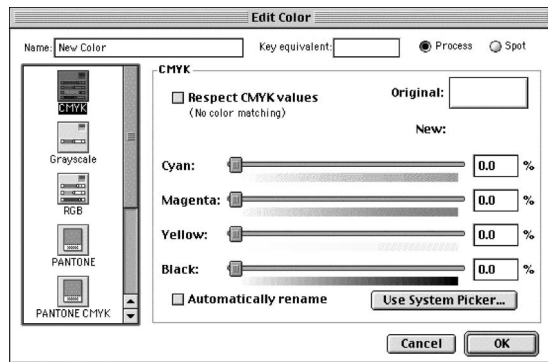 Edit Color
Name: New Color
Key equivalent:
Process
Spot
CMYK
Grayscale
RGB
PANTONE
PANTONE CMYK
CMYK
Respect CMYK values
(No color matching)
Original:
New:
Cyan: 0.0 %
Magenta: 0.0 %
Yellow: 0.0 %
Black: 0.0 %
Automatically rename
Use System Picker...
Cancel
OK